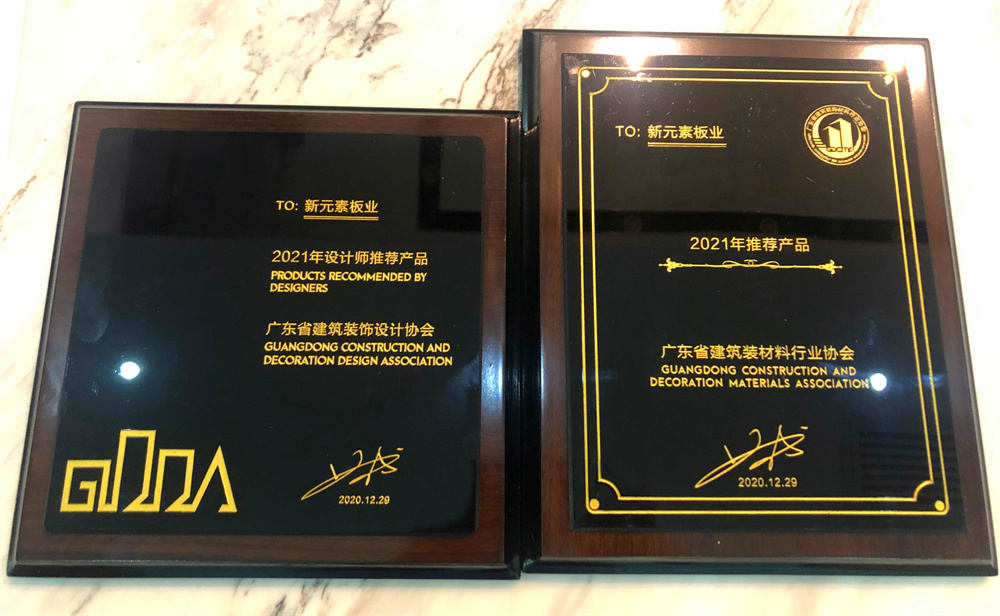 TO: 新元素板业
2021年设计师推荐产品
PRODUCTS RECOMMENDED BY
DESIGNERS
广东省建筑装饰设计协会
GUANGDONG CONSTRUCTION AND
DECORATION DESIGN ASSOCIATION
2020.12.29
TO: 新元素板业
2021年推荐产品
广东省建筑装材料行业协会
GUANGDONG CONSTRUCTION AND
DECORATION MATERIALS ASSOCIATION
2020.12.29